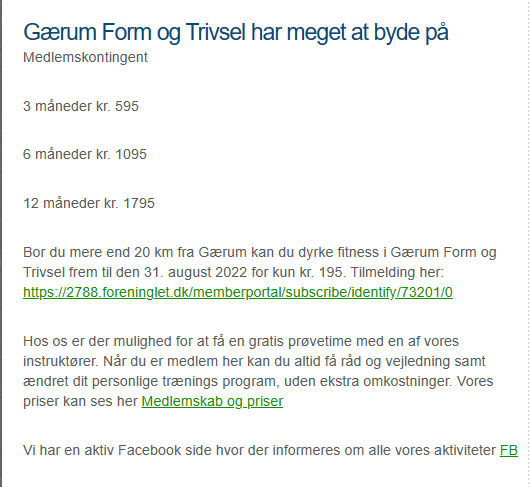 Gærum Form og Trivsel har meget at byde på
Medlemskontingent
3 måneder kr. 595
6 måneder kr. 1095
12 måneder kr. 1795
Bor du mere end 20 km fra Gærum kan du dyrke fitness i Gærum Form og
Trivsel frem til den 31. august 2022 for kun kr. 195. Tilmelding her:
https://2788.foreninglet.dk/memberportal/subscribe/identify/73201/0
Hos os er der mulighed for at få en gratis prøvetime med en af vores
instruktører. Når du er medlem her kan du altid få råd og vejledning samt
ændret dit personlige trænings program, uden ekstra omkostninger. Vores
priser kan ses her Medlemskab og priser
Vi har en aktiv Facebook side hvor der informeres om alle vores aktiviteter FB